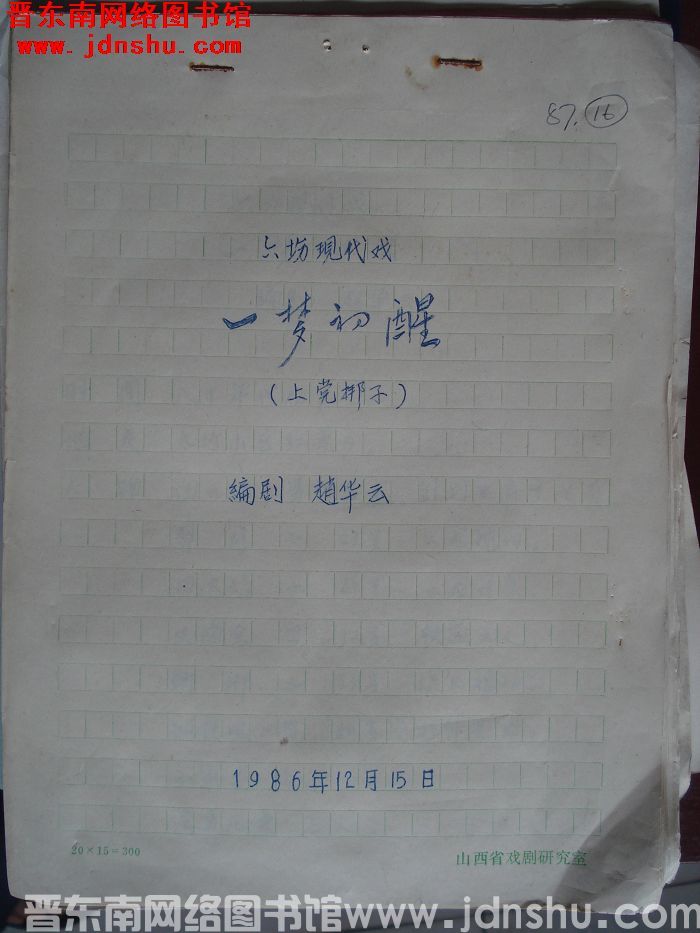 晋东南网络图书馆
www.jdnshu.com
87.16
六场现代戏
一梦初醒
(上党梆子)
编剧 赵华云
1986年12月15日
20×15=300
山西省戏剧研究室
晋东南网络图书馆www.jdnshu.com